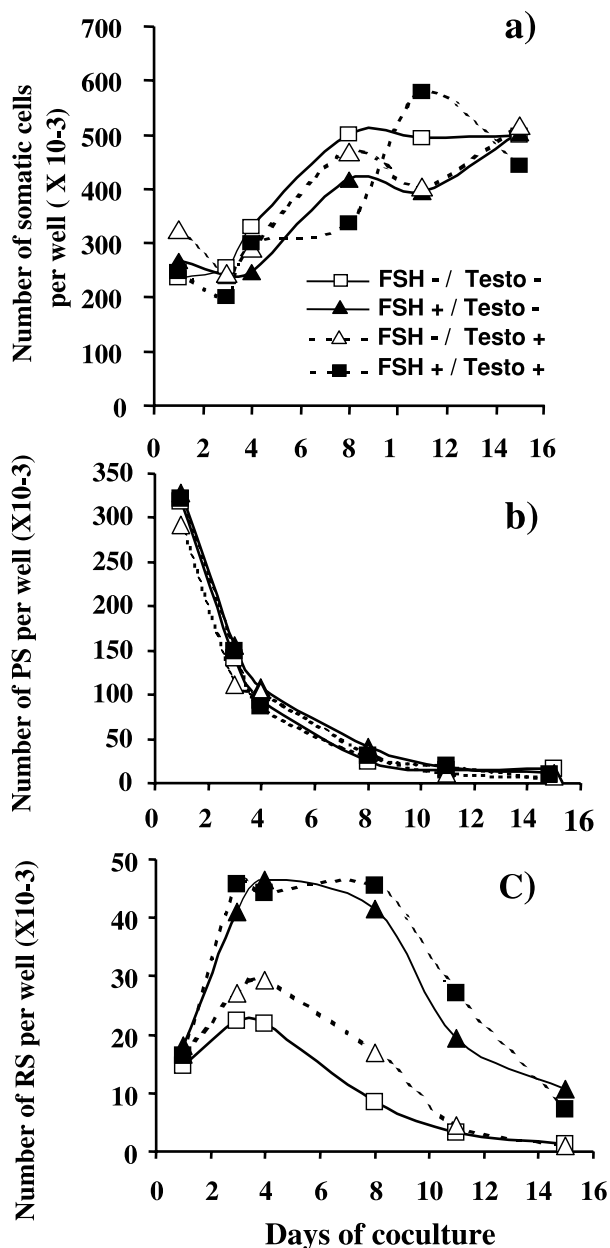 a)
Number of somatic cells
per well ( X 10-3)
700
600
500
400
300
200
100
0
FSH - / Testo -
FSH + / Testo -
FSH - / Testo +
FSH + / Testo +
0 2 4 6 8 1 12 14 16
b)
Number of PS per well (X10-3)
350
300
250
200
150
100
50
0
0 2 4 6 8 10 12 14 16
C)
Number of RS per well (X10-3)
50
40
30
20
10
0
0 2 4 6 8 10 12 14 16
Days of coculture